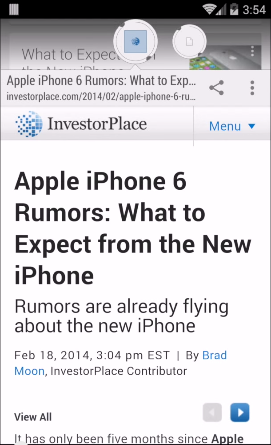 3:54
What to Expect
Apple iPhone 6 Rumors: What to Exp...
investorplace.com/2014/02/apple-iphone-6-ru...
InvestorPlace
Menu
Apple iPhone 6
Rumors: What to
Expect from the New
iPhone
Rumors are already flying
about the new iPhone
Feb 18, 2014, 3:04 pm EST | By Brad
Moon, InvestorPlace Contributor
View All
It has only been five months since Apple